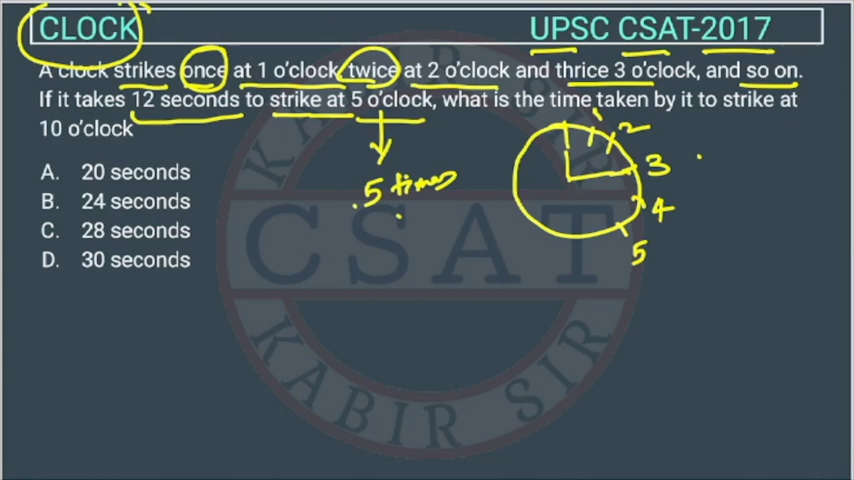 CLOCK
UPSC CSAT-2017
A clock strikes once at 1 o'clock, twice at 2 o'clock and thrice 3 o'clock, and so on.
If it takes 12 seconds to strike at 5 o'clock, what is the time taken by it to strike at
10 o'clock
A. 20 seconds
B. 24 seconds
C. 28 seconds
D. 30 seconds
5 times
1
2
3
4
5
KABIR SIR
CSAT
KABIR SIR